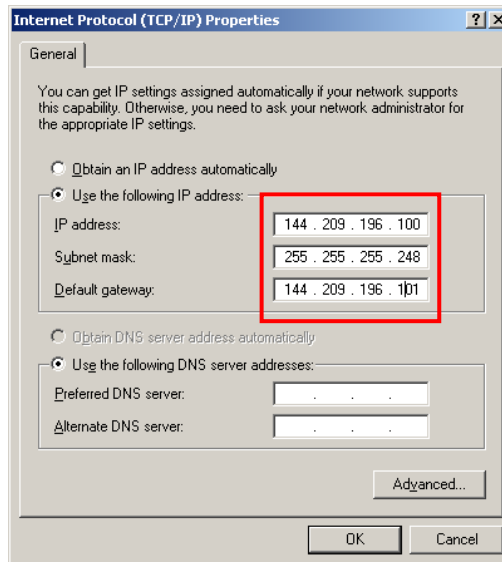 Internet Protocol (TCP/IP) Properties
General
You can get IP settings assigned automatically if your network supports
this capability. Otherwise, you need to ask your network administrator for
the appropriate IP settings.
Obtain an IP address automatically
Use the following IP address:
IP address: 144 . 209 . 196 . 100
Subnet mask: 255 . 255 . 255 . 248
Default gateway: 144 . 209 . 196 . 101
Obtain DNS server address automatically
Use the following DNS server addresses:
Preferred DNS server: . . .
Alternate DNS server: . . .
Advanced...
OK Cancel